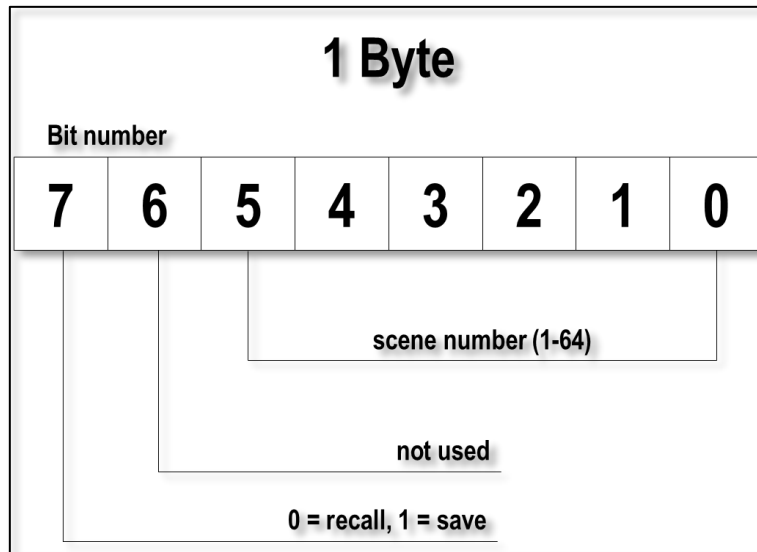 1 Byte
Bit number
7 6 5 4 3 2 1 0
scene number (1-64)
not used
0 = recall, 1 = save